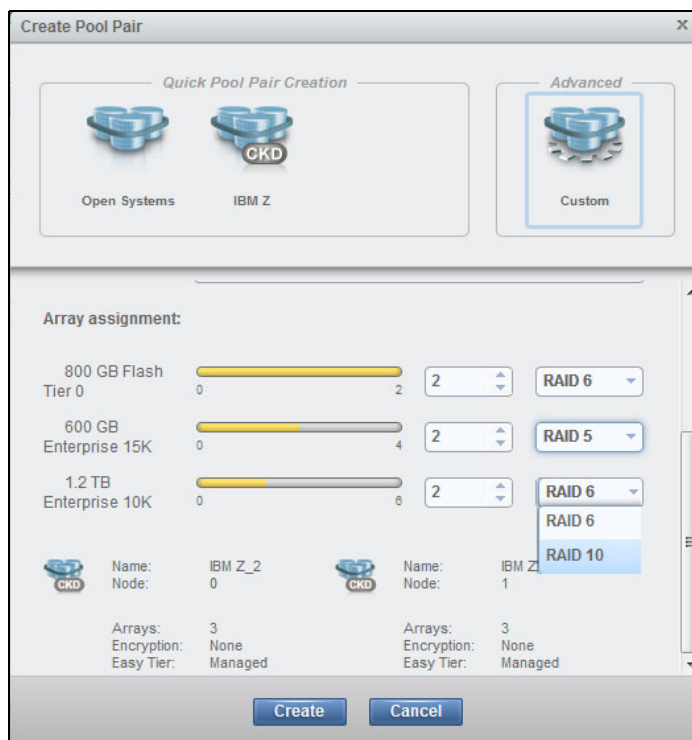 Create Pool Pair x
Quick Pool Pair Creation
Advanced
CKD
Open Systems
IBM Z
Custom
Array assignment:
800 GB Flash
Tier 0
0 2
2
RAID 6
600 GB
Enterprise 15K
0 4
2
RAID 5
1.2 TB
Enterprise 10K
0 6
2
RAID 6
RAID 6
RAID 10
CKD
Name: IBM Z_2
Node: 0
Arrays: 3
Encryption: None
Easy Tier: Managed
CKD
Name: IBM Z
Node: 1
Arrays: 3
Encryption: None
Easy Tier: Managed
Create
Cancel